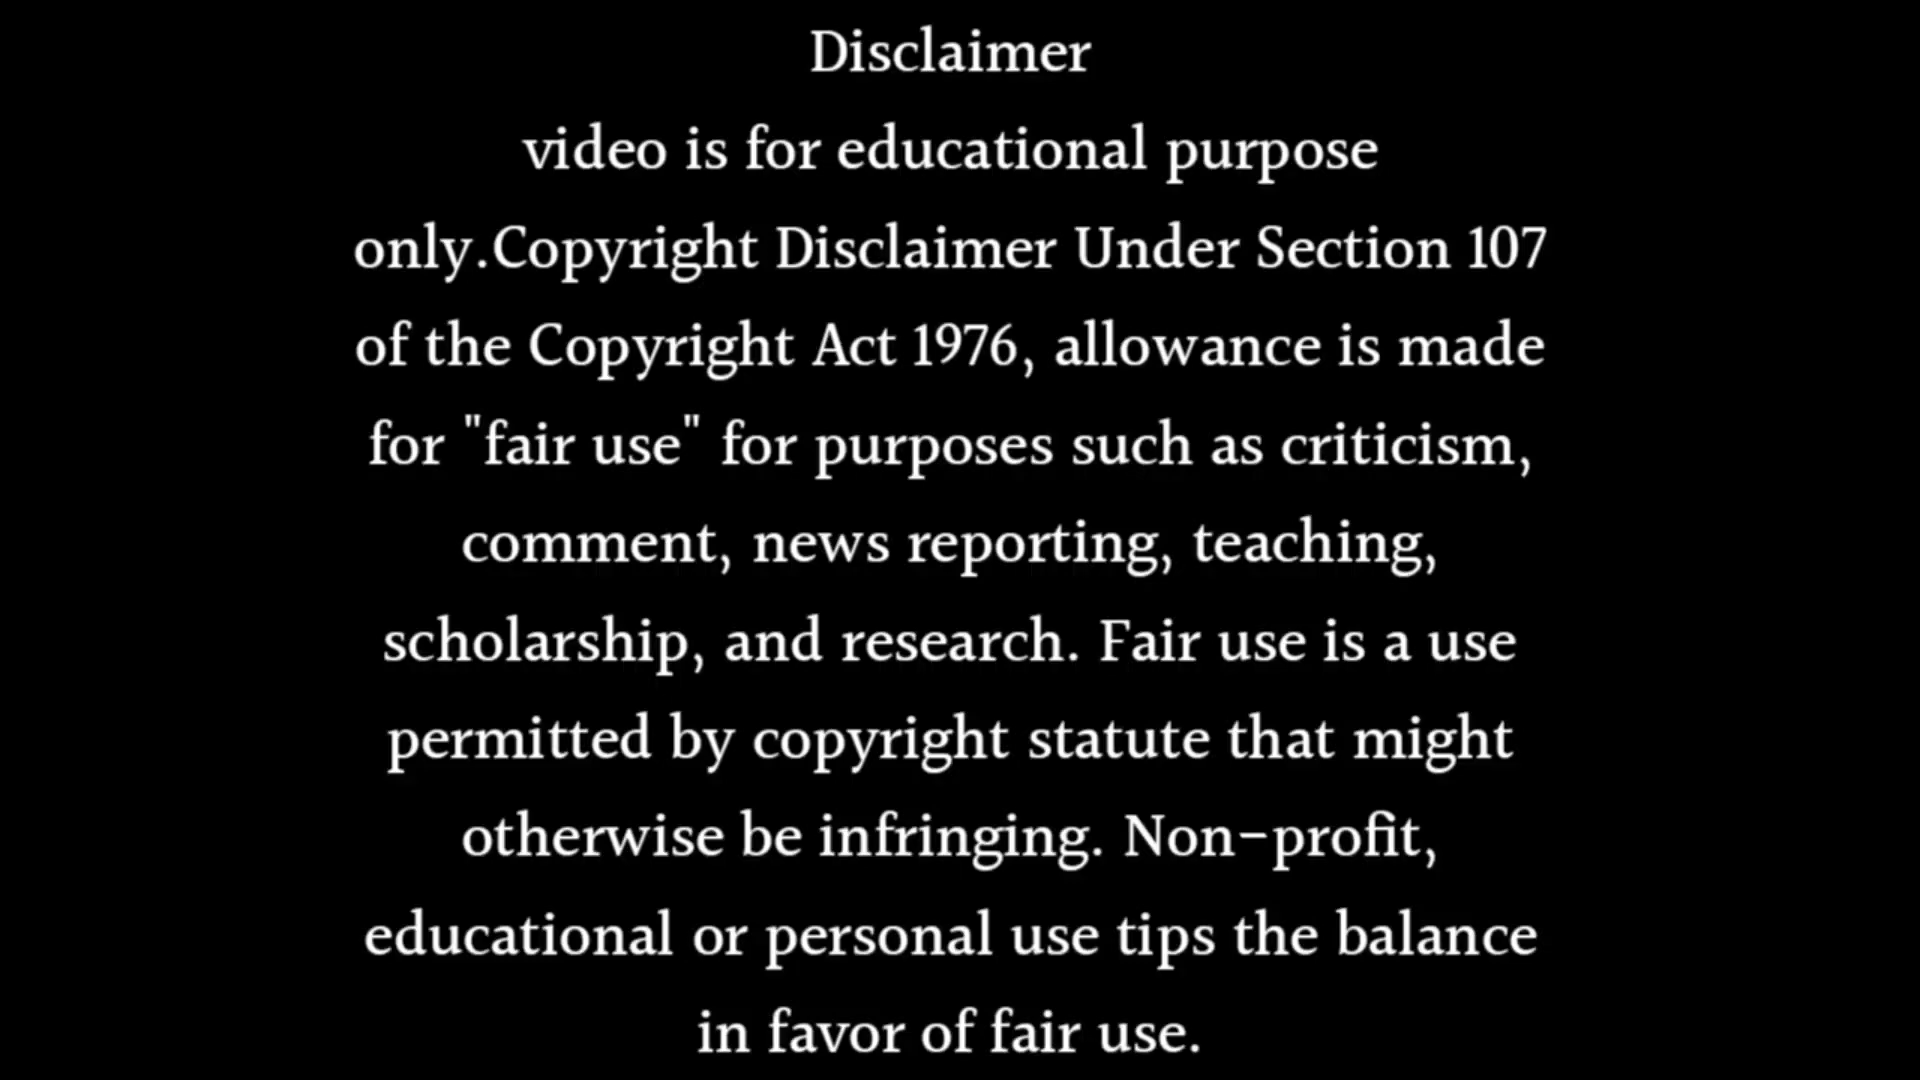 Disclaimer
video is for educational purpose
only.Copyright Disclaimer Under Section 107
of the Copyright Act 1976, allowance is made
for "fair use" for purposes such as criticism,
comment, news reporting, teaching,
scholarship, and research. Fair use is a use
permitted by copyright statute that might
otherwise be infringing. Non-profit,
educational or personal use tips the balance
in favor of fair use.